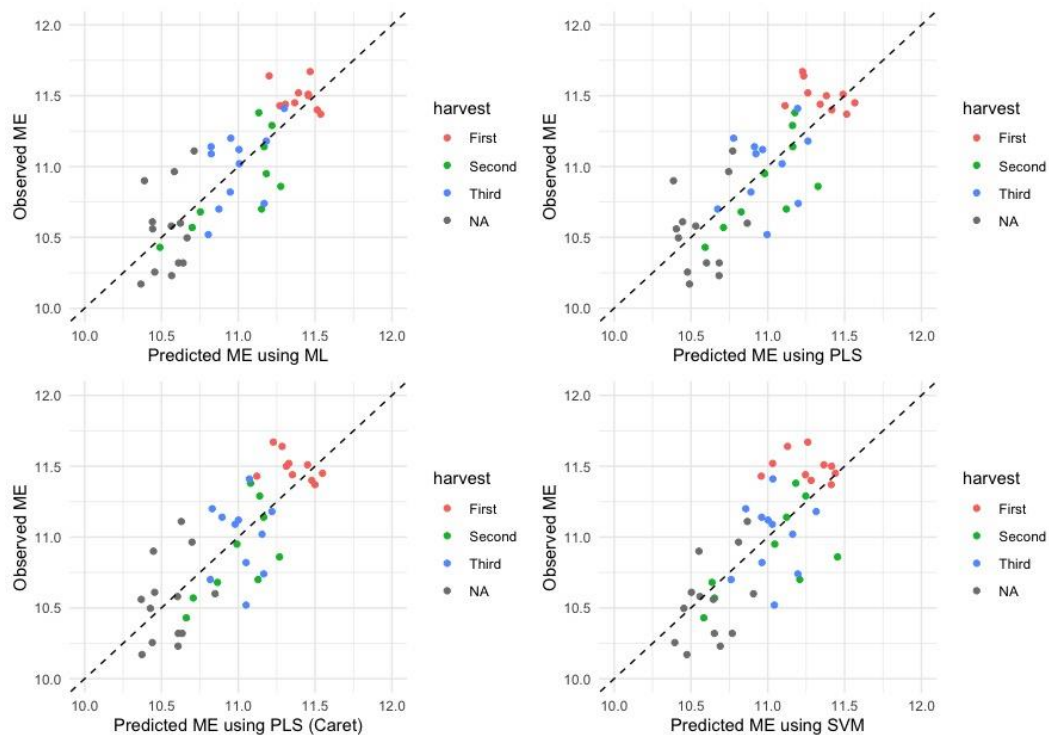 12.0
11.5
11.0
10.5
10.0
Observed ME
10.0 10.5 11.0 11.5 12.0
Predicted ME using ML
harvest
First
Second
Third
NA
12.0
11.5
11.0
10.5
10.0
Observed ME
10.0 10.5 11.0 11.5 12.0
Predicted ME using PLS
harvest
First
Second
Third
NA
12.0
11.5
11.0
10.5
10.0
Observed ME
10.0 10.5 11.0 11.5 12.0
Predicted ME using PLS (Caret)
harvest
First
Second
Third
NA
12.0
11.5
11.0
10.5
10.0
Observed ME
10.0 10.5 11.0 11.5 12.0
Predicted ME using SVM
harvest
First
Second
Third
NA